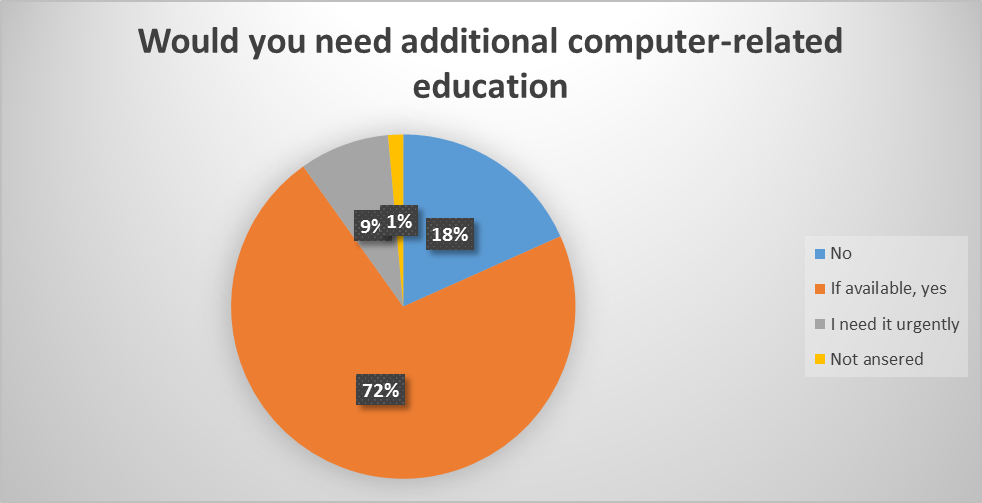 Would you need additional computer-related
education
9%
1%
18%
72%
No
If available, yes
I need it urgently
Not ansered